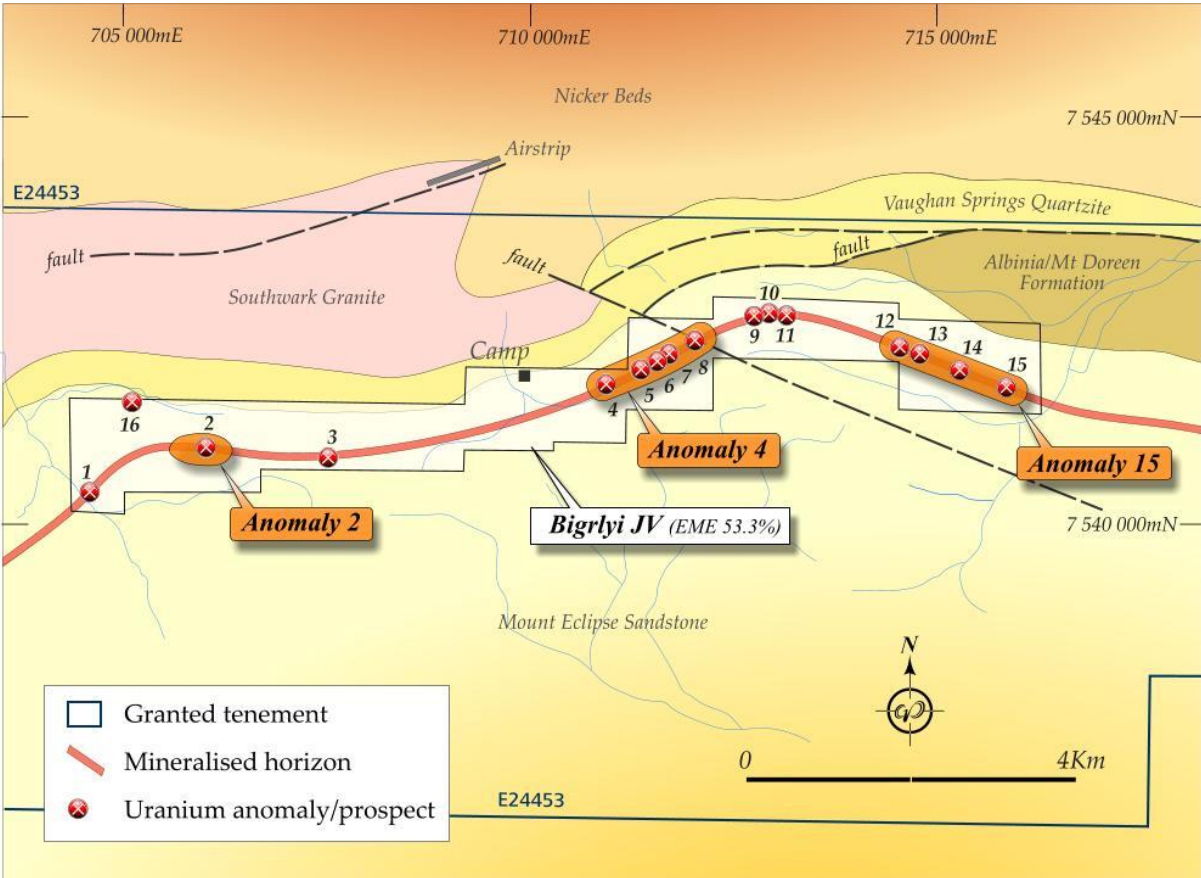 705 000mE
710 000mE
715 000mE
Nicker Beds
7 545 000mN
Airstrip
E24453
Vaughan Springs Quartzite
fault
fault
fault
Albinia/Mt Doreen
Formation
Southwark Granite
10
9
11
12
13
14
15
Camp
8
7
6
5
4
16
2
3
1
Anomaly 4
Anomaly 15
Anomaly 2
Bigrlyi JV (EME 53.3%)
7 540 000mN
Mount Eclipse Sandstone
N
Granted tenement
Mineralised horizon
Uranium anomaly/prospect
0
4Km
E24453